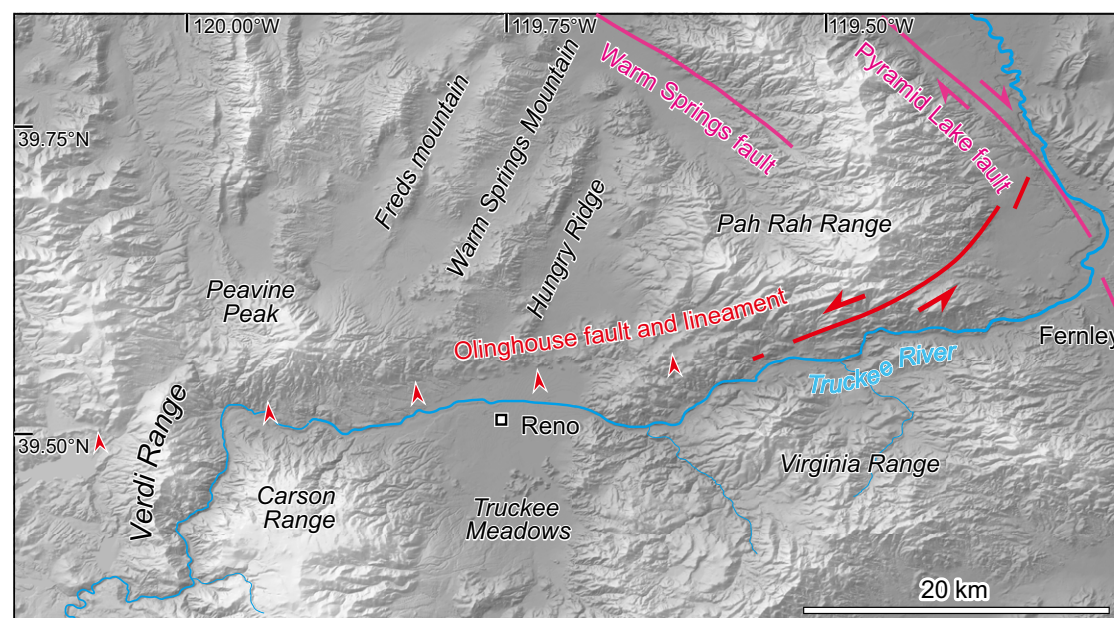 120.00°W
119.75°W
119.50°W
39.75°N
39.50°N
Freds mountain
Warm Springs Mountain
Hungry Ridge
Warm Springs fault
Pyramid Lake fault
Pah Rah Range
Peavine
Peak
Olinghouse fault and lineament
Fernley
Truckee River
Verdi Range
Reno
Carson
Range
Truckee
Meadows
Virginia Range
20 km